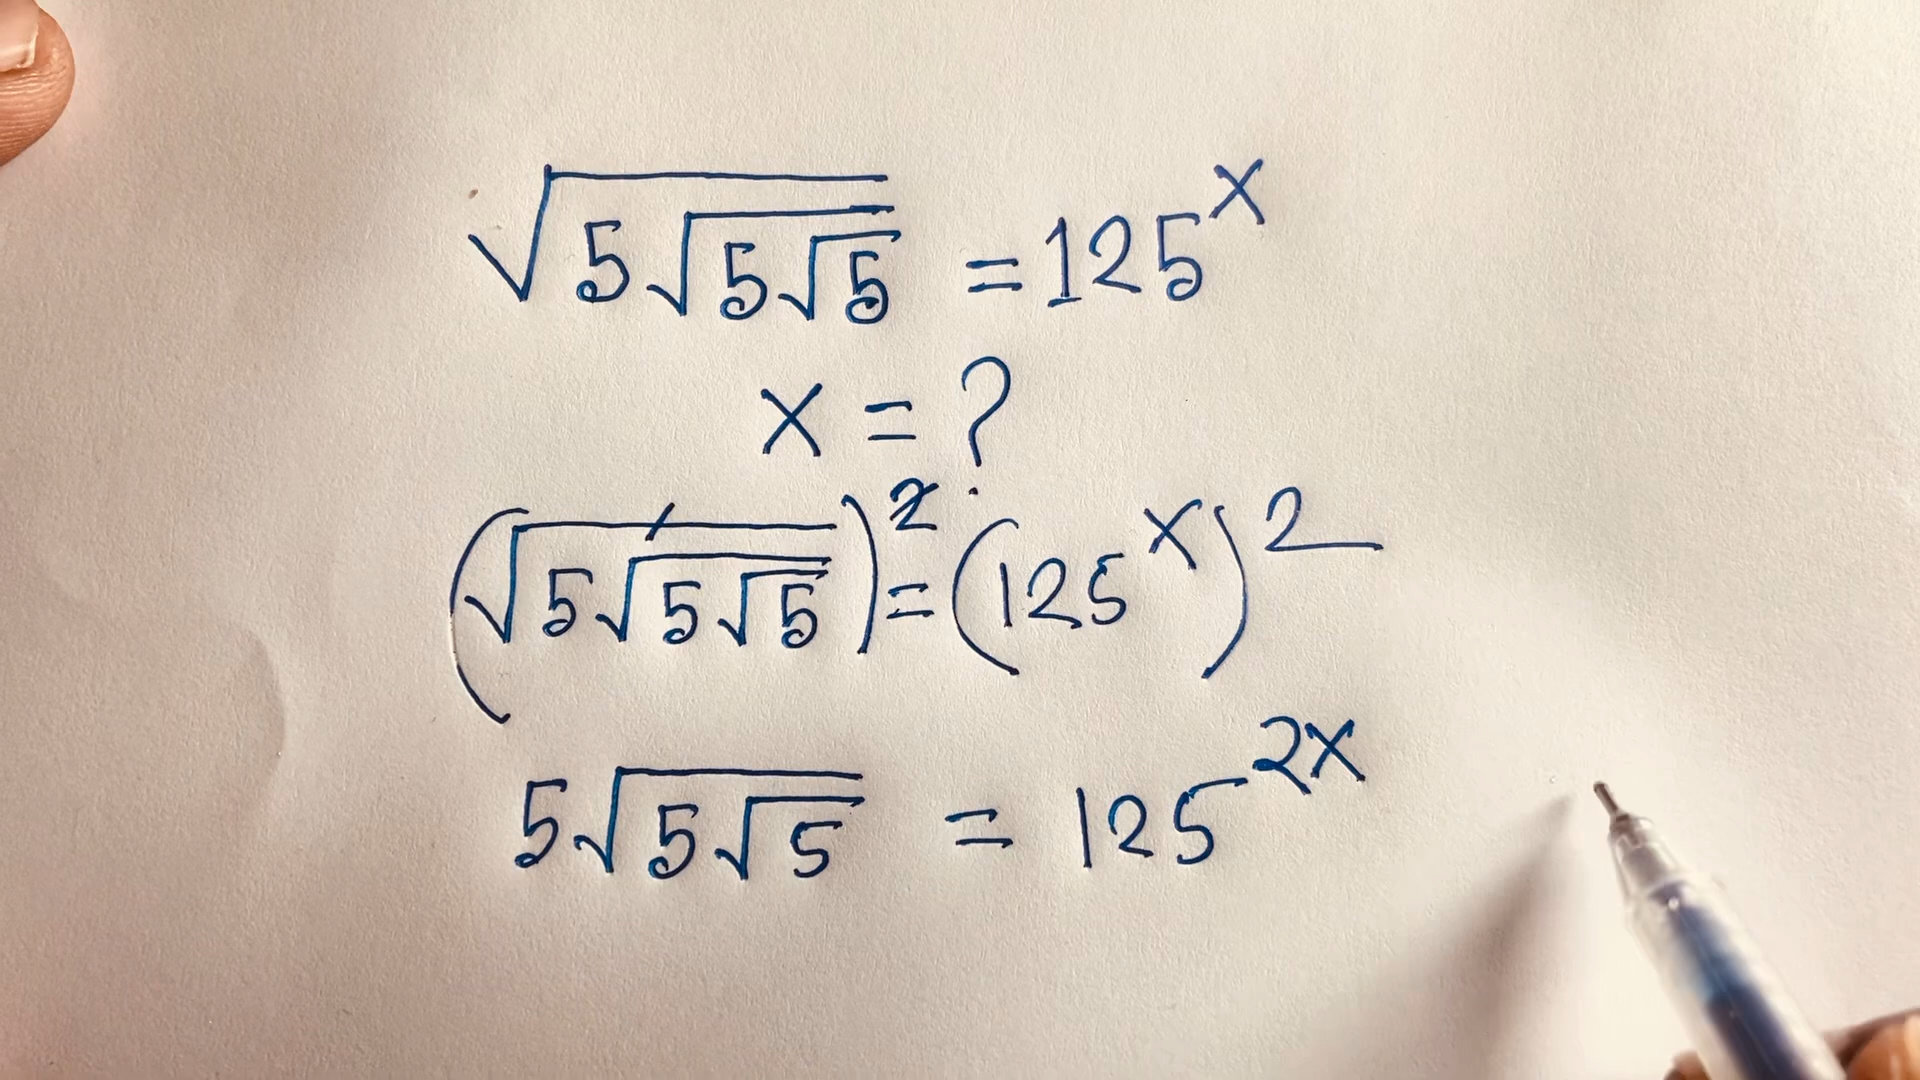 √(5√(5√5)) = 125^x
x = ?
(√(5√(5√5)))^2 = (125^x)^2
5√(5√5) = 125^2x